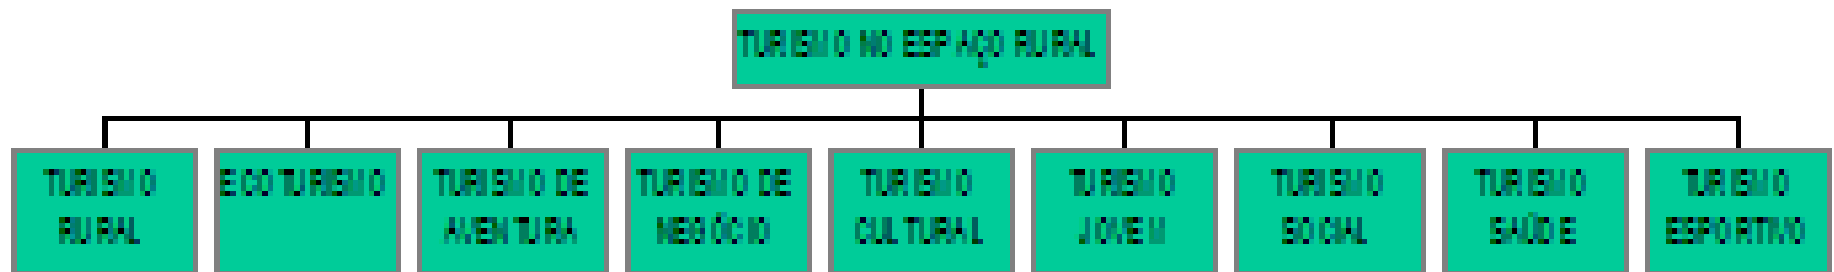 TURISMO NO ESPAÇO RURAL
TURISMO
RURAL
ECOTURISMO
TURISMO DE
AVENTURA
TURISMO DE
NEGÓCIO
TURISMO
CULTURAL
TURISMO
JOVEM
TURISMO
SOCIAL
TURISMO
SAÚDE
TURISMO
ESPORTIVO